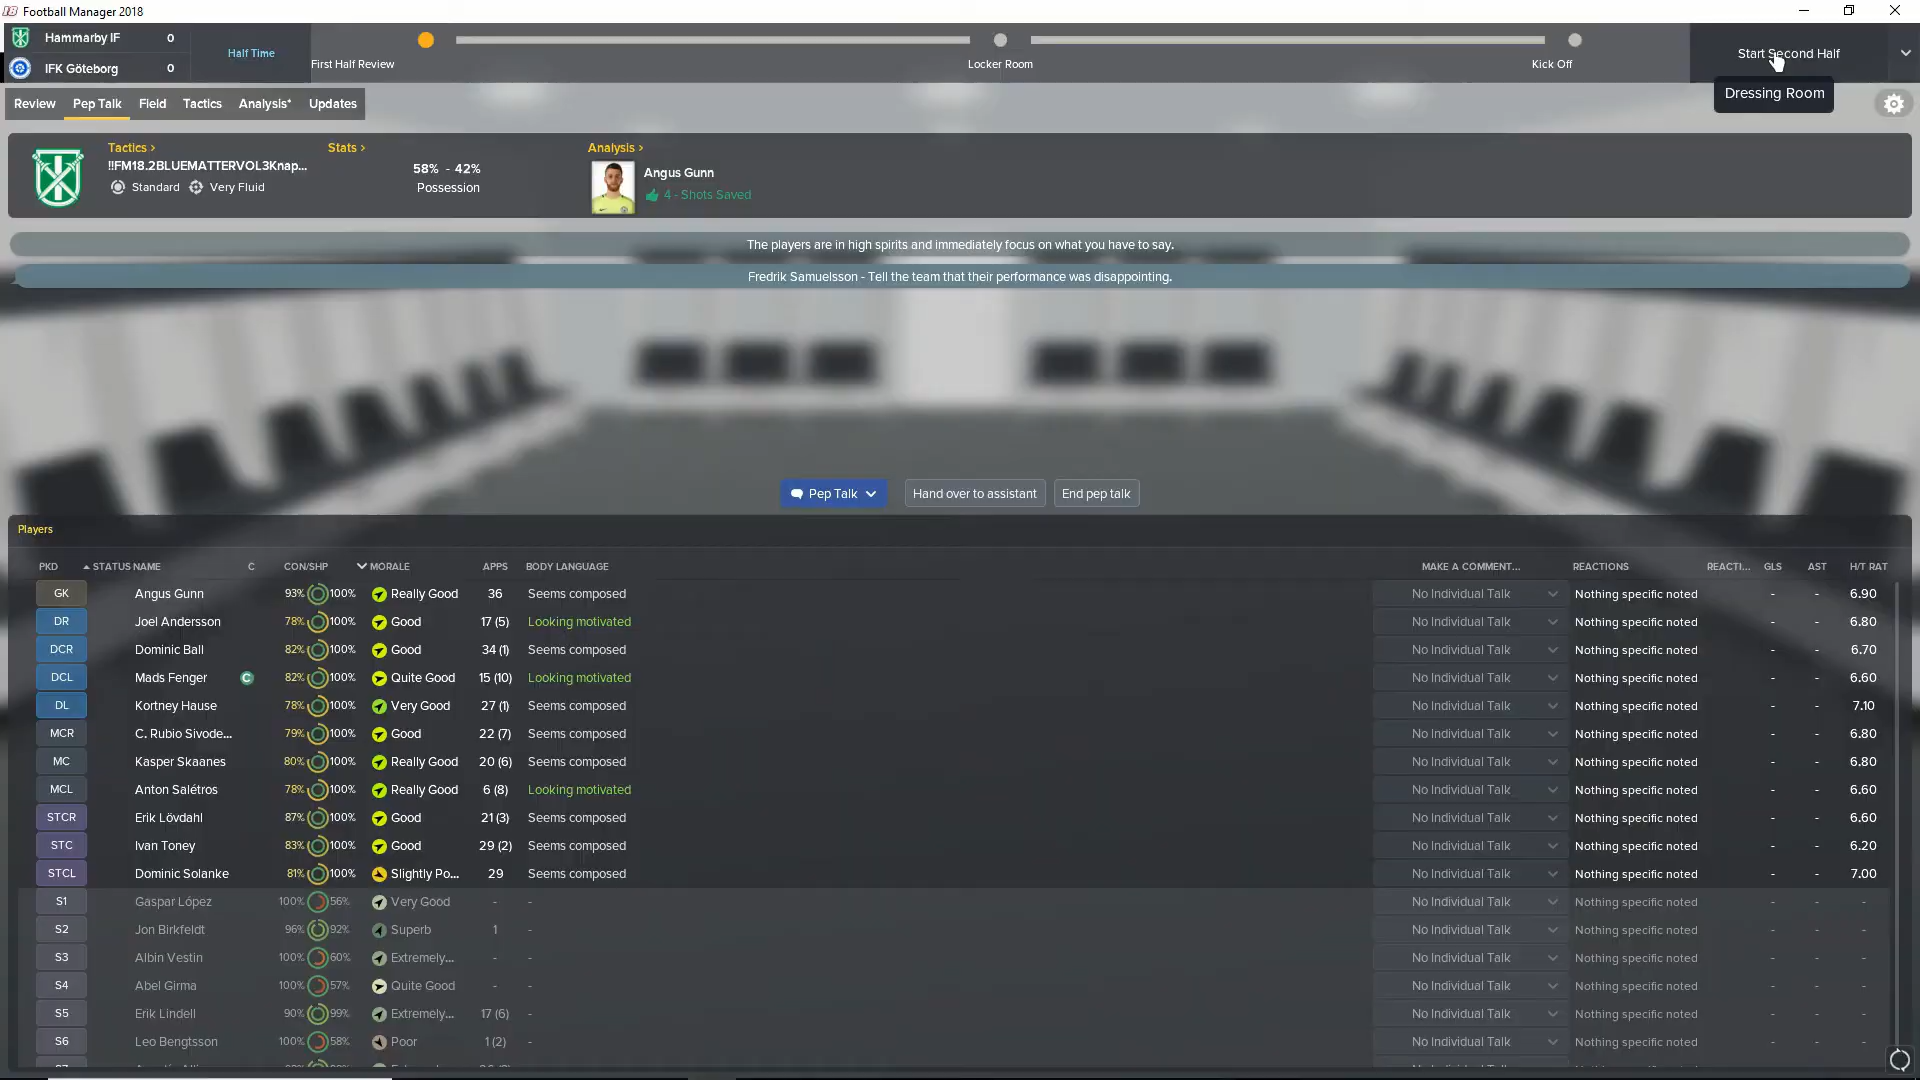 Football Manager 2018
Hammarby IF 0
IFK Göteborg 0
Half Time
First Half Review
Locker Room
Kick Off
Start Second Half
Dressing Room
Review Pep Talk Field Tactics Analysis* Updates
Tactics > Stats > Analysis >
!!FM18.2BLUEMATTERVOL3Knap...
Standard Very Fluid
58% - 42%
Possession
Angus Gunn
4 - Shots Saved
The players are in high spirits and immediately focus on what you have to say.
Fredrik Samuelsson - Tell the team that their performance was disappointing.
Pep Talk Hand over to assistant End pep talk
Players
PKD STATUS NAME C CON/SHP MORALE APPS BODY LANGUAGE MAKE A COMMENT... REACTIONS REACTI... GLS AST H/T RAT
GK Angus Gunn 93% 100% Really Good 36 Seems composed No Individual Talk Nothing specific noted - - 6.90
DR Joel Andersson 78% 100% Good 17 (5) Looking motivated No Individual Talk Nothing specific noted - - 6.80
DCR Dominic Ball 82% 100% Good 34 (1) Seems composed No Individual Talk Nothing specific noted - - 6.70
DCL Mads Fenger C 82% 100% Quite Good 15 (10) Looking motivated No Individual Talk Nothing specific noted - - 6.60
DL Kortney Hause 78% 100% Very Good 27 (1) Seems composed No Individual Talk Nothing specific noted - - 7.10
MCR C. Rubio Sivode... 79% 100% Good 22 (7) Seems composed No Individual Talk Nothing specific noted - - 6.80
MC Kasper Skaanes 80% 100% Really Good 20 (6) Seems composed No Individual Talk Nothing specific noted - - 6.80
MCL Anton Salétros 78% 100% Really Good 6 (8) Looking motivated No Individual Talk Nothing specific noted - - 6.60
STCR Erik Lövdahl 87% 100% Good 21 (3) Seems composed No Individual Talk Nothing specific noted - - 6.60
STC Ivan Toney 83% 100% Good 29 (2) Seems composed No Individual Talk Nothing specific noted - - 6.20
STCL Dominic Solanke 81% 100% Slightly Po... 29 Seems composed No Individual Talk Nothing specific noted - - 7.00
S1 Gaspar López 100% 56% Very Good - - No Individual Talk Nothing specific noted - - -
S2 Jon Birkfeldt 96% 92% Superb 1 - No Individual Talk Nothing specific noted - - -
S3 Albin Vestin 100% 60% Extremely... - - No Individual Talk Nothing specific noted - - -
S4 Abel Girma 100% 57% Quite Good - - No Individual Talk Nothing specific noted - - -
S5 Erik Lindell 90% 99% Extremely... 17 (6) - No Individual Talk Nothing specific noted - - -
S6 Leo Bengtsson 100% 58% Poor 1 (2) - No Individual Talk Nothing specific noted - - -